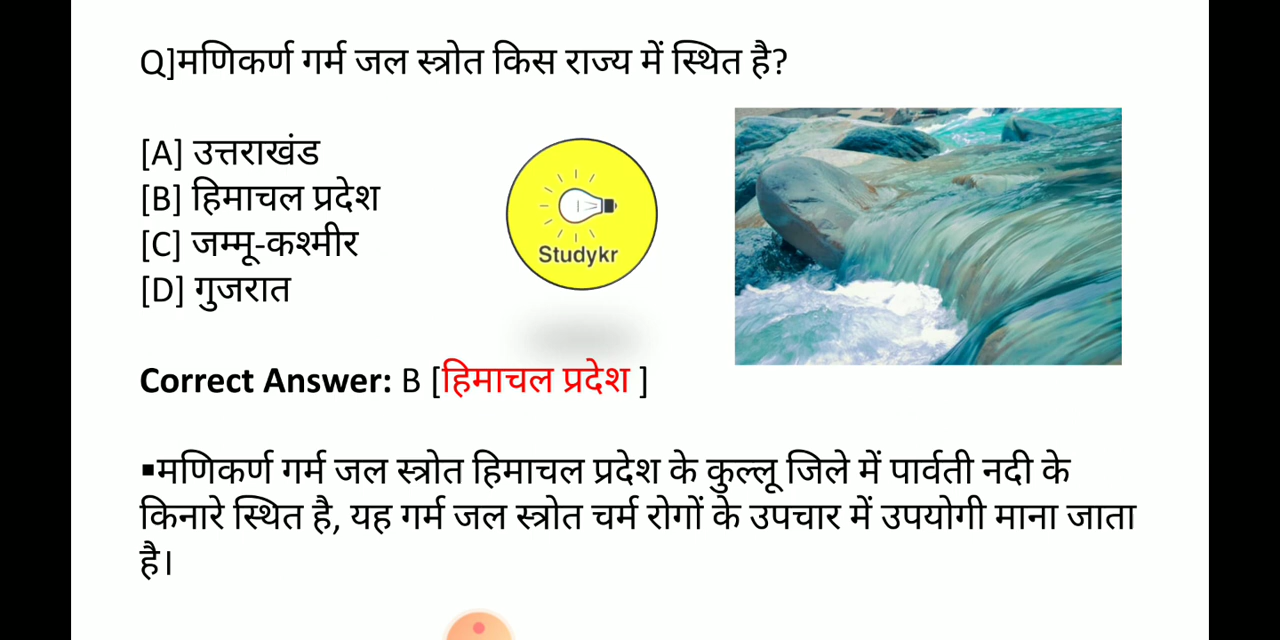 Q]मणिकर्ण गर्म जल स्त्रोत किस राज्य में स्थित है?
[A] उत्तराखंड
[B] हिमाचल प्रदेश
[C] जम्मू-कश्मीर
[D] गुजरात
Studykr
Correct Answer: B [हिमाचल प्रदेश ]
▪मणिकर्ण गर्म जल स्त्रोत हिमाचल प्रदेश के कुल्लू जिले में पार्वती नदी के
किनारे स्थित है, यह गर्म जल स्त्रोत चर्म रोगों के उपचार में उपयोगी माना जाता
है।